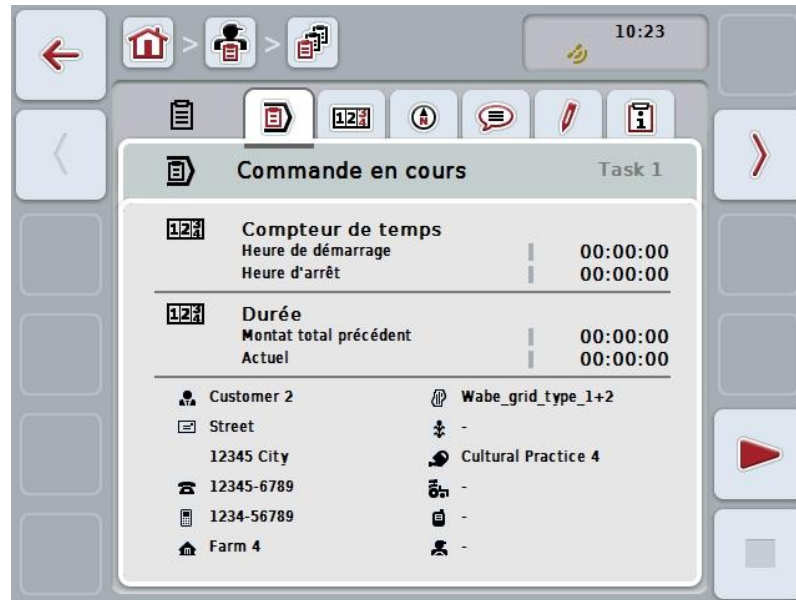 10:23
Commande en cours Task 1
Compteur de temps
Heure de démarrage 00:00:00
Heure d'arrêt 00:00:00
Durée
Montat total précédent 00:00:00
Actuel 00:00:00
Customer 2 Wabe_grid_type_1+2
Street -
12345 City Cultural Practice 4
12345-6789 -
1234-56789 -
Farm 4 -